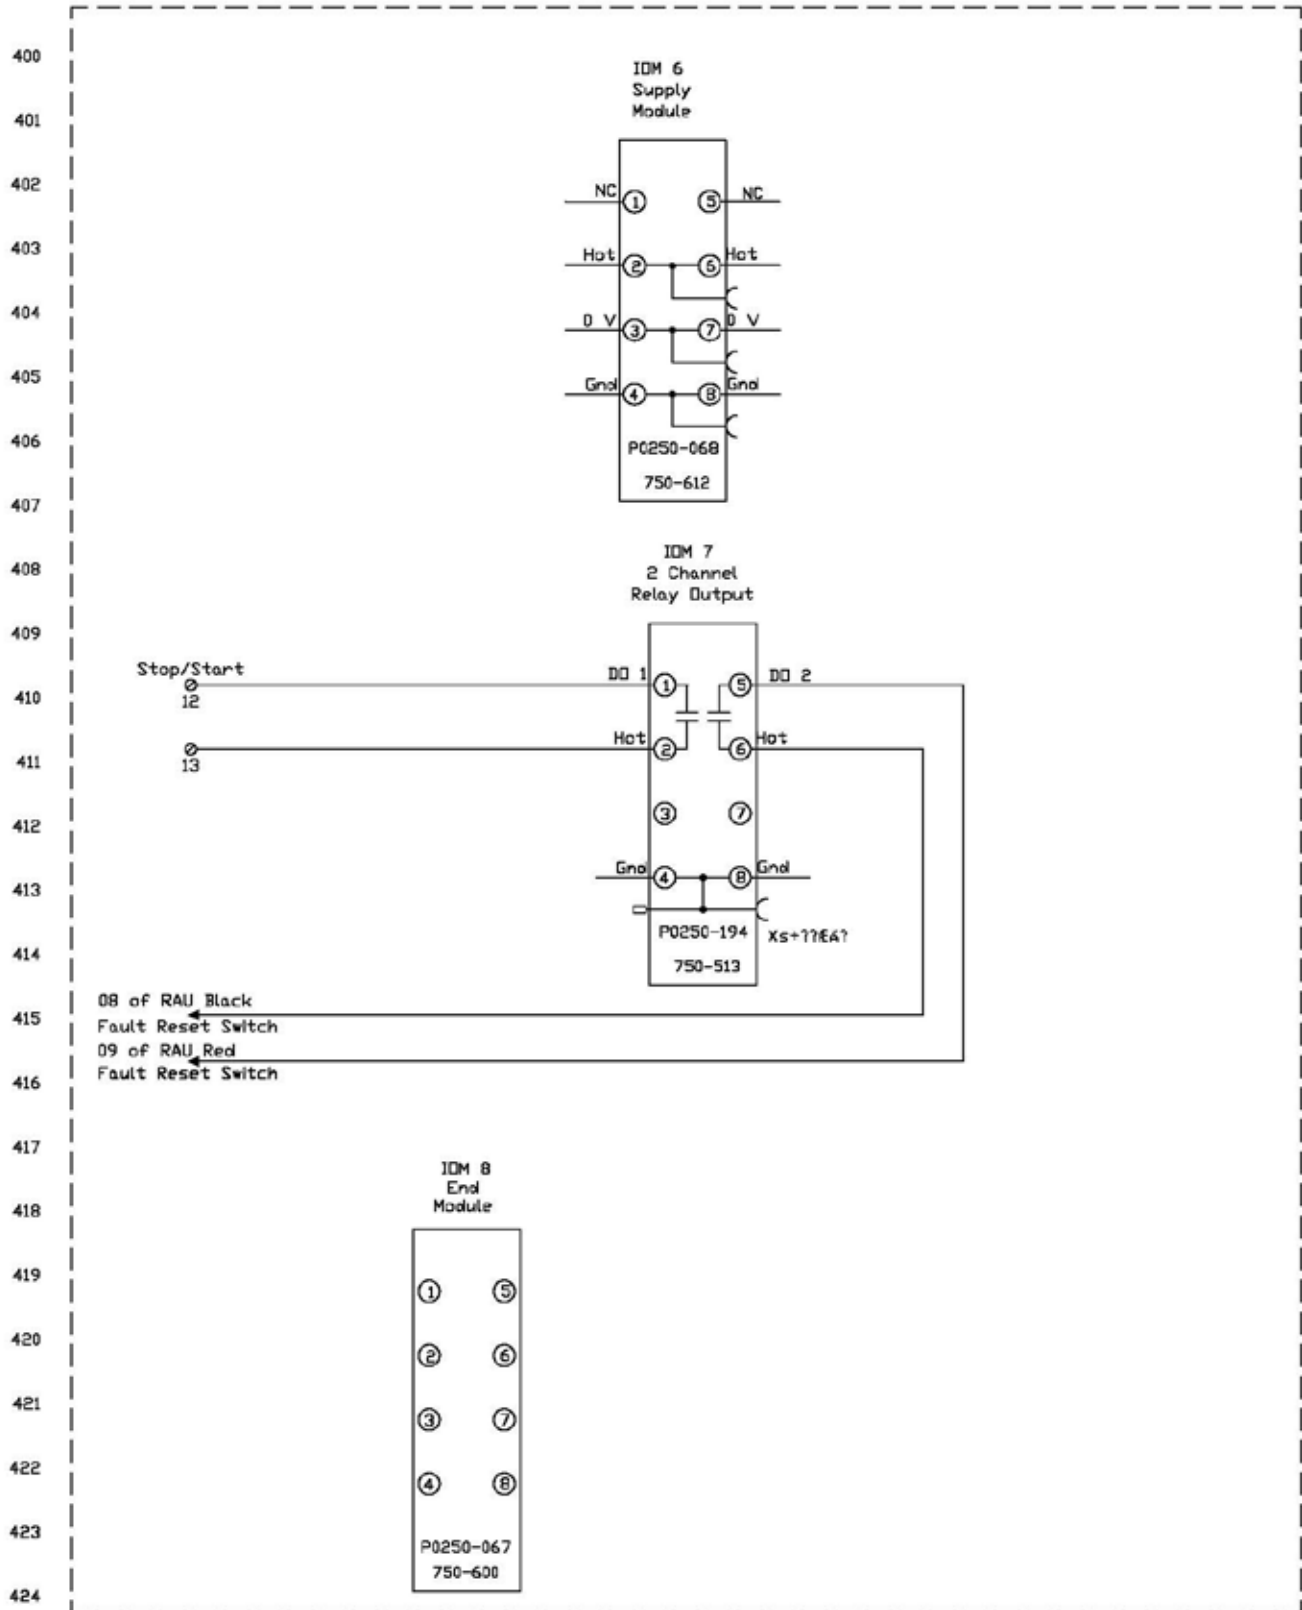 400
IOM 6
Supply
Module
401
402
NC 1 5 NC
403
Hot 2 6 Hot
404
0 V 3 7 0 V
405
Gnd 4 8 Gnd
406
P0250-068
750-612
407
IOM 7
2 Channel
Relay Output
408
409
Stop/Start
DO 1 1 5 DO 2
410
12
Hot 2 6 Hot
411
13
412
3 7
Gnd 4 8 Gnd
413
P0250-194
Xs+??EA?
414
750-513
08 of RAU Black
415
Fault Reset Switch
09 of RAU Red
Fault Reset Switch
416
417
IOM 8
End
Module
418
419
1 5
420
2 6
421
3 7
422
4 8
423
P0250-067
750-600
424